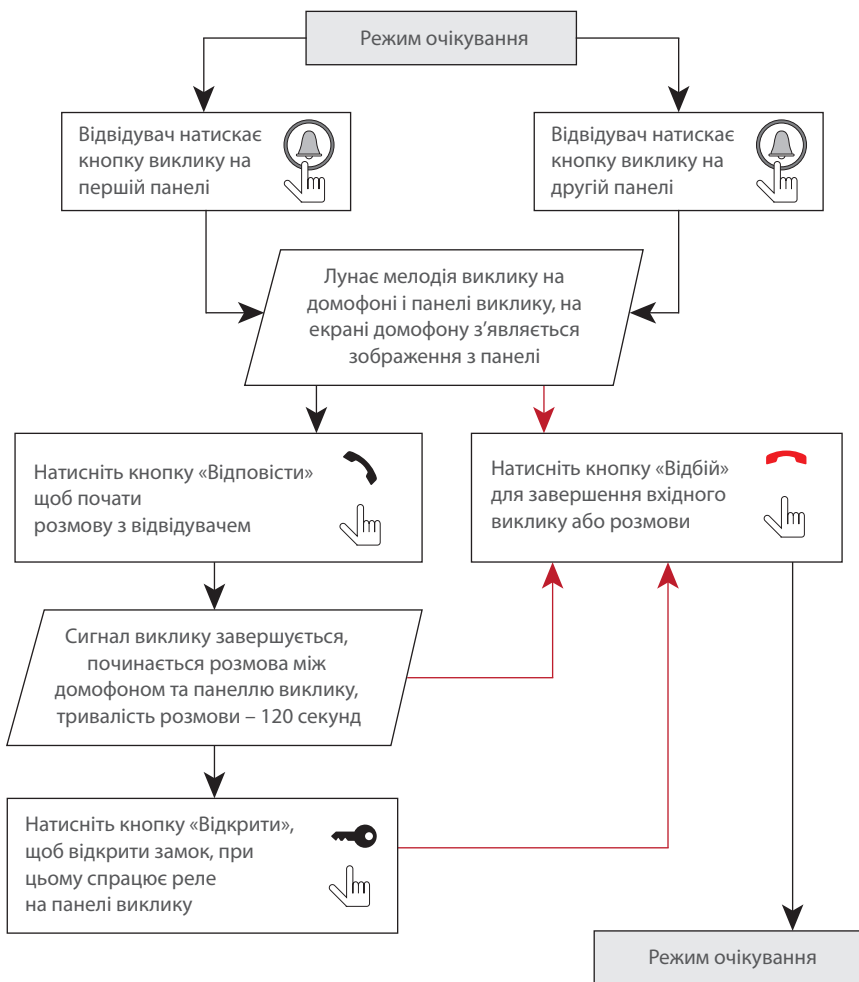 Режим очікування
Відвідувач натискає
кнопку виклику на
першій панелі
Відвідувач натискає
кнопку виклику на
другій панелі
Лунає мелодія виклику на
домофоні і панелі виклику, на
екрані домофону з’являється
зображення з панелі
Натисніть кнопку «Відповісти»
щоб почати
розмову з відвідувачем
Натисніть кнопку «Відбій»
для завершення вхідного
виклику або розмови
Сигнал виклику завершується,
починається розмова між
домофоном та панеллю виклику,
тривалість розмови – 120 секунд
Натисніть кнопку «Відкрити»,
щоб відкрити замок, при
цьому спрацює реле
на панелі виклику
Режим очікування